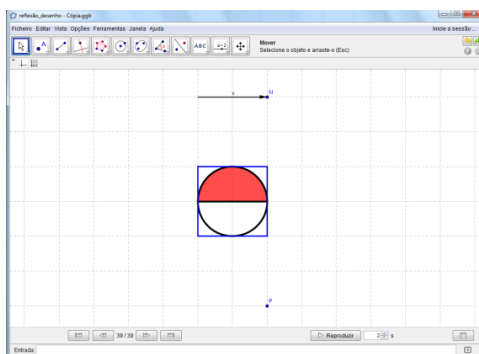 reflexão_desenho - Cópia.ggb
Ficheiro Editar Vista Opções Ferramentas Janela Ajuda
Inicie a sessão ...
A
ABC
a=2
Mover
Selecione o objeto e arraste-o (Esc)
v
N
P
39 / 39
Reproduzir
2
s
Entrada: